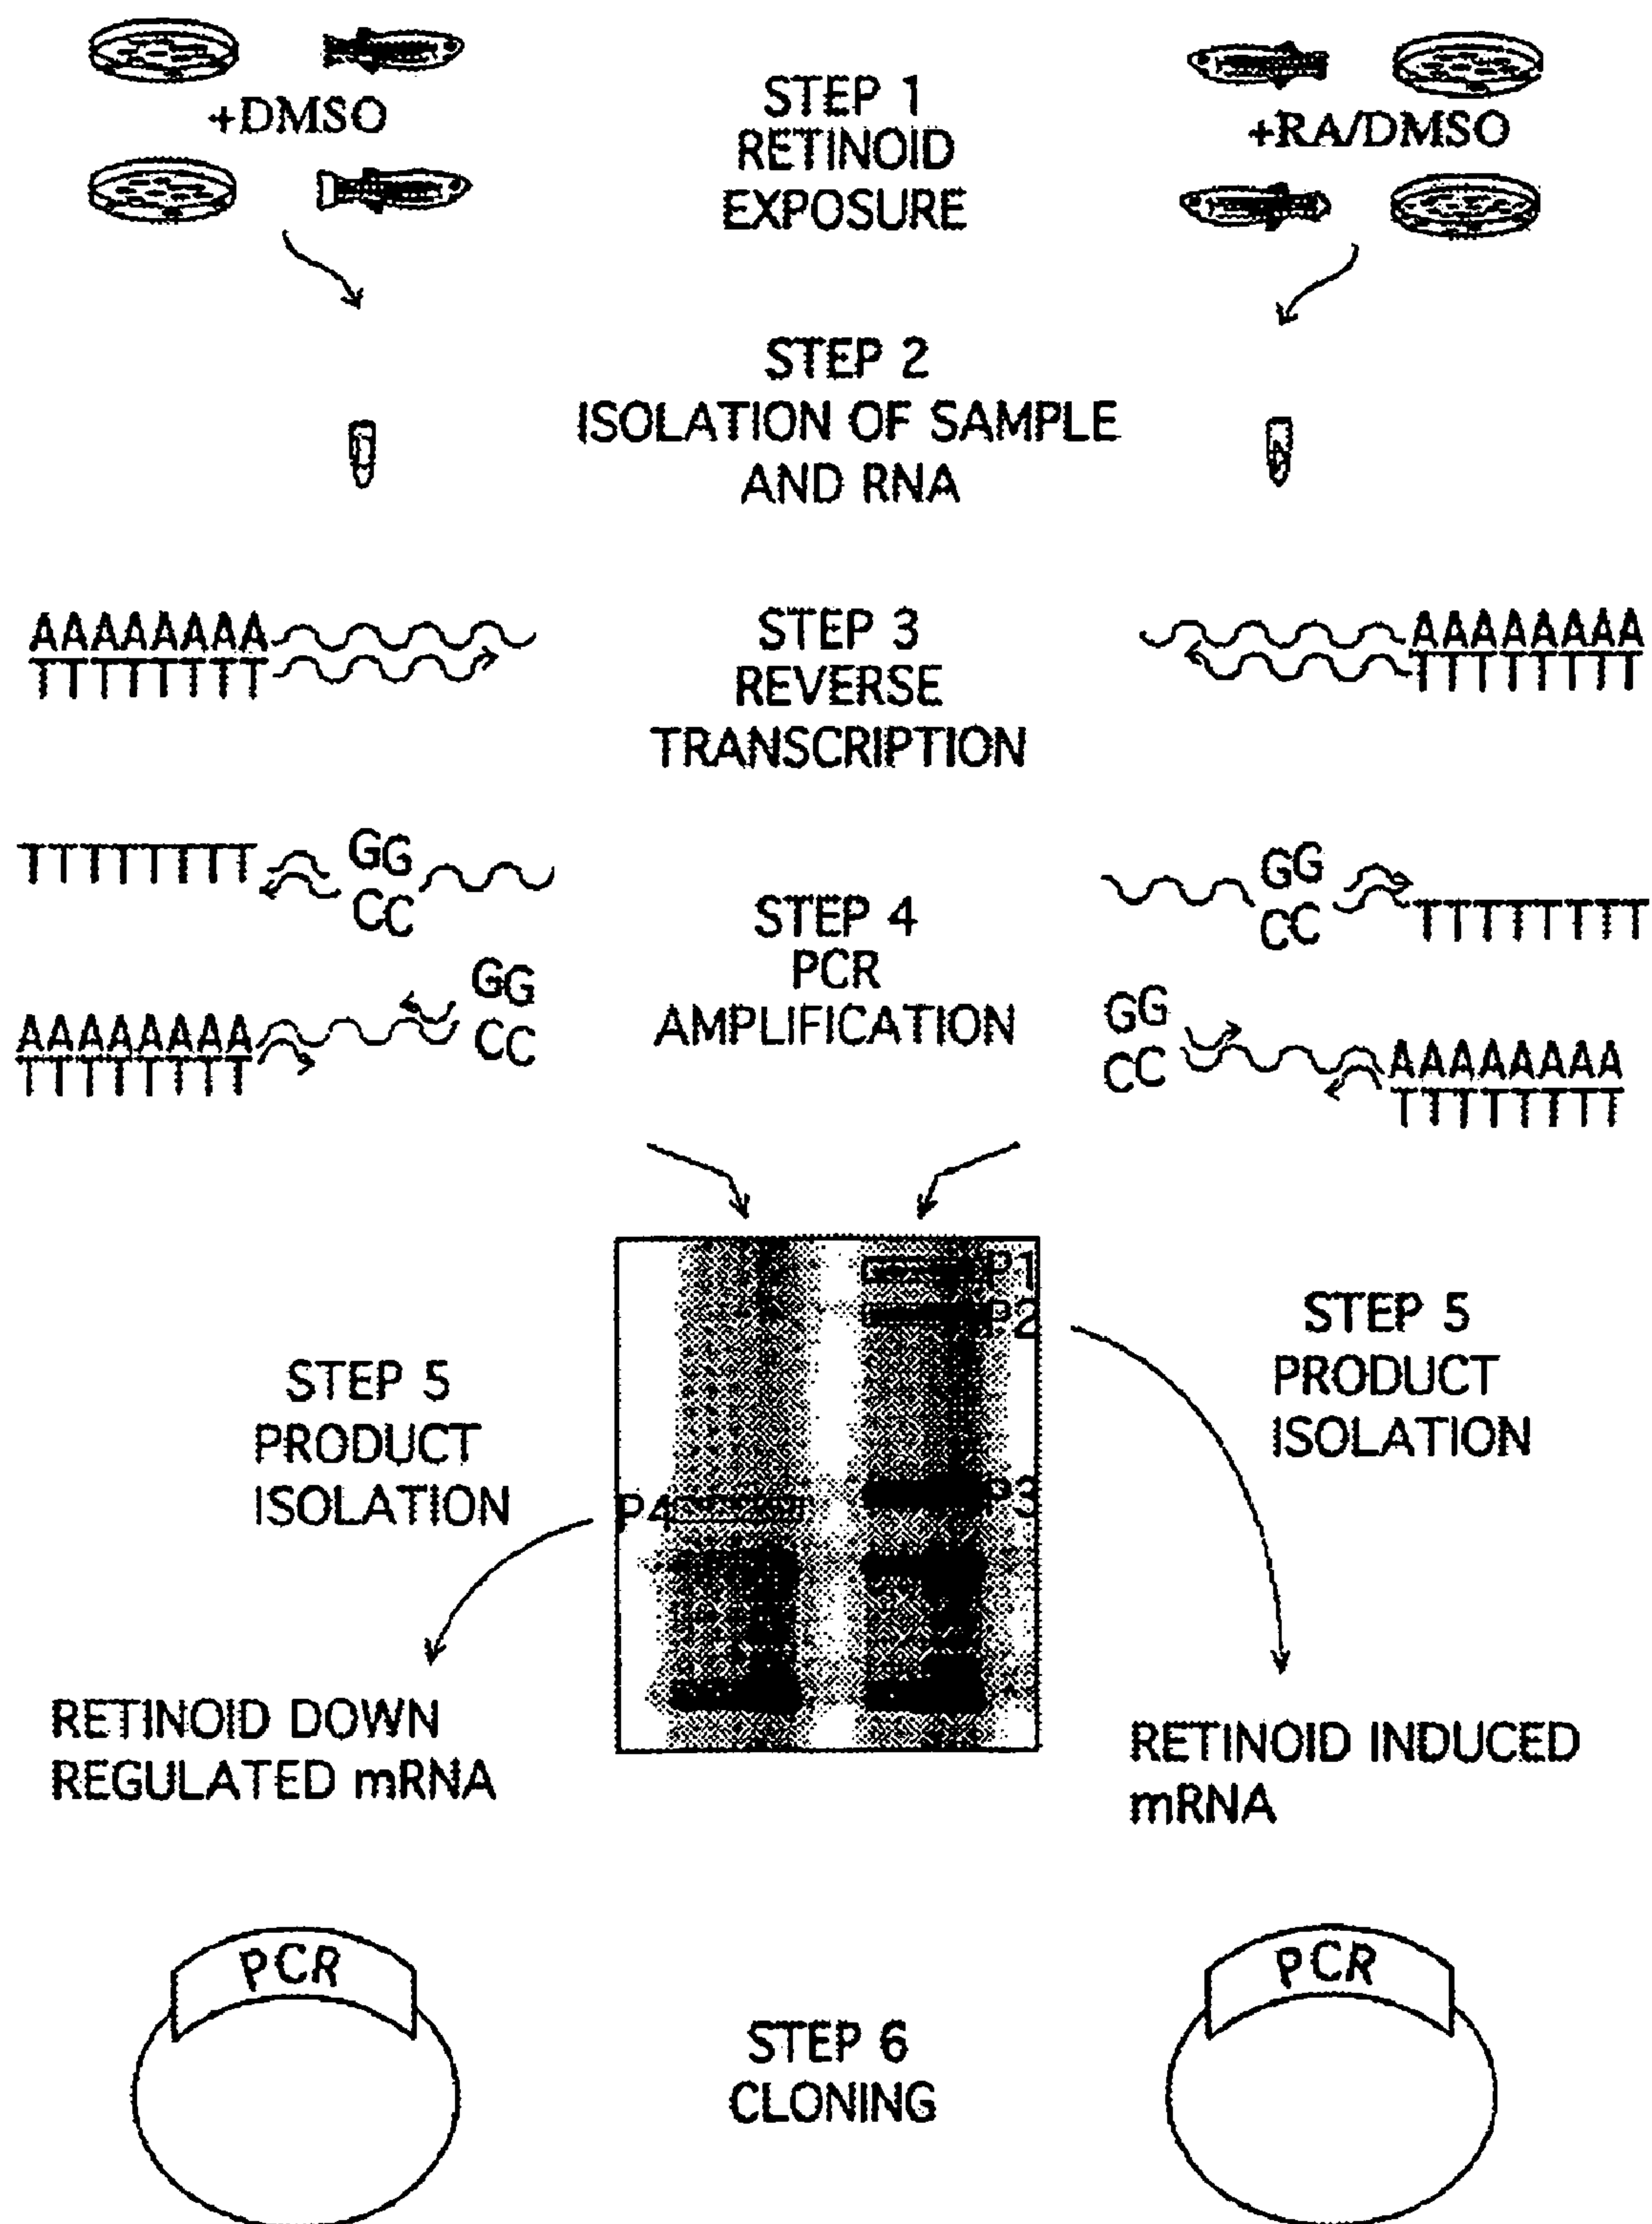 +DMSO
STEP 1
RETINOID
EXPOSURE
+RA/DMSO
STEP 2
ISOLATION OF SAMPLE
AND RNA
AAAAAAAA
TTTTTTTT
STEP 3
REVERSE
TRANSCRIPTION
AAAAAAAA
TTTTTTTT
TTTTTTTT
GG
CC
GG
CC
AAAAAAAA
TTTTTTTT
STEP 4
PCR
AMPLIFICATION
GG
CC
TTTTTTTT
GG
CC
AAAAAAAA
TTTTTTTT
P1
P2
P3
P4
STEP 5
PRODUCT
ISOLATION
STEP 5
PRODUCT
ISOLATION
RETINOID DOWN
REGULATED mRNA
RETINOID INDUCED
mRNA
PCR
STEP 6
CLONING
PCR